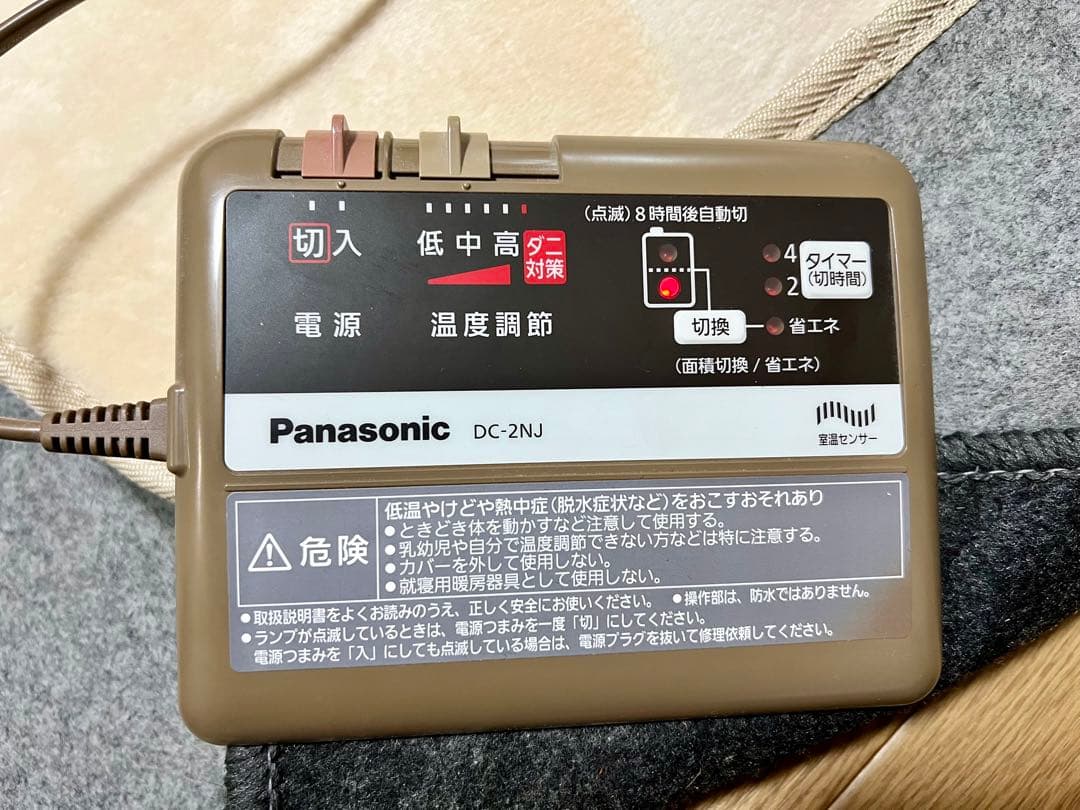 切 入
電源
低 中 高 ダニ対策
温度調節
(点滅)8時間後自動切
4
2
タイマー
(切時間)
切換
省エネ
(面積切換/省エネ)
Panasonic DC-2NJ
室温センサー
危険
低温やけどや熱中症(脱水症状など)をおこすおそれあり
●ときどき体を動かすなど注意して使用する。
●乳幼児や自分で温度調節できない方などは特に注意する。
●カバーを外して使用しない。
●就寝用暖房器具として使用しない。
●取扱説明書をよくお読みのうえ、正しく安全にお使いください。 ●操作部は、防水ではありません。
●ランプが点滅しているときは、電源つまみを一度「切」にしてください。
電源つまみを「入」にしても点滅している場合は、電源プラグを抜いて修理依頼してください。